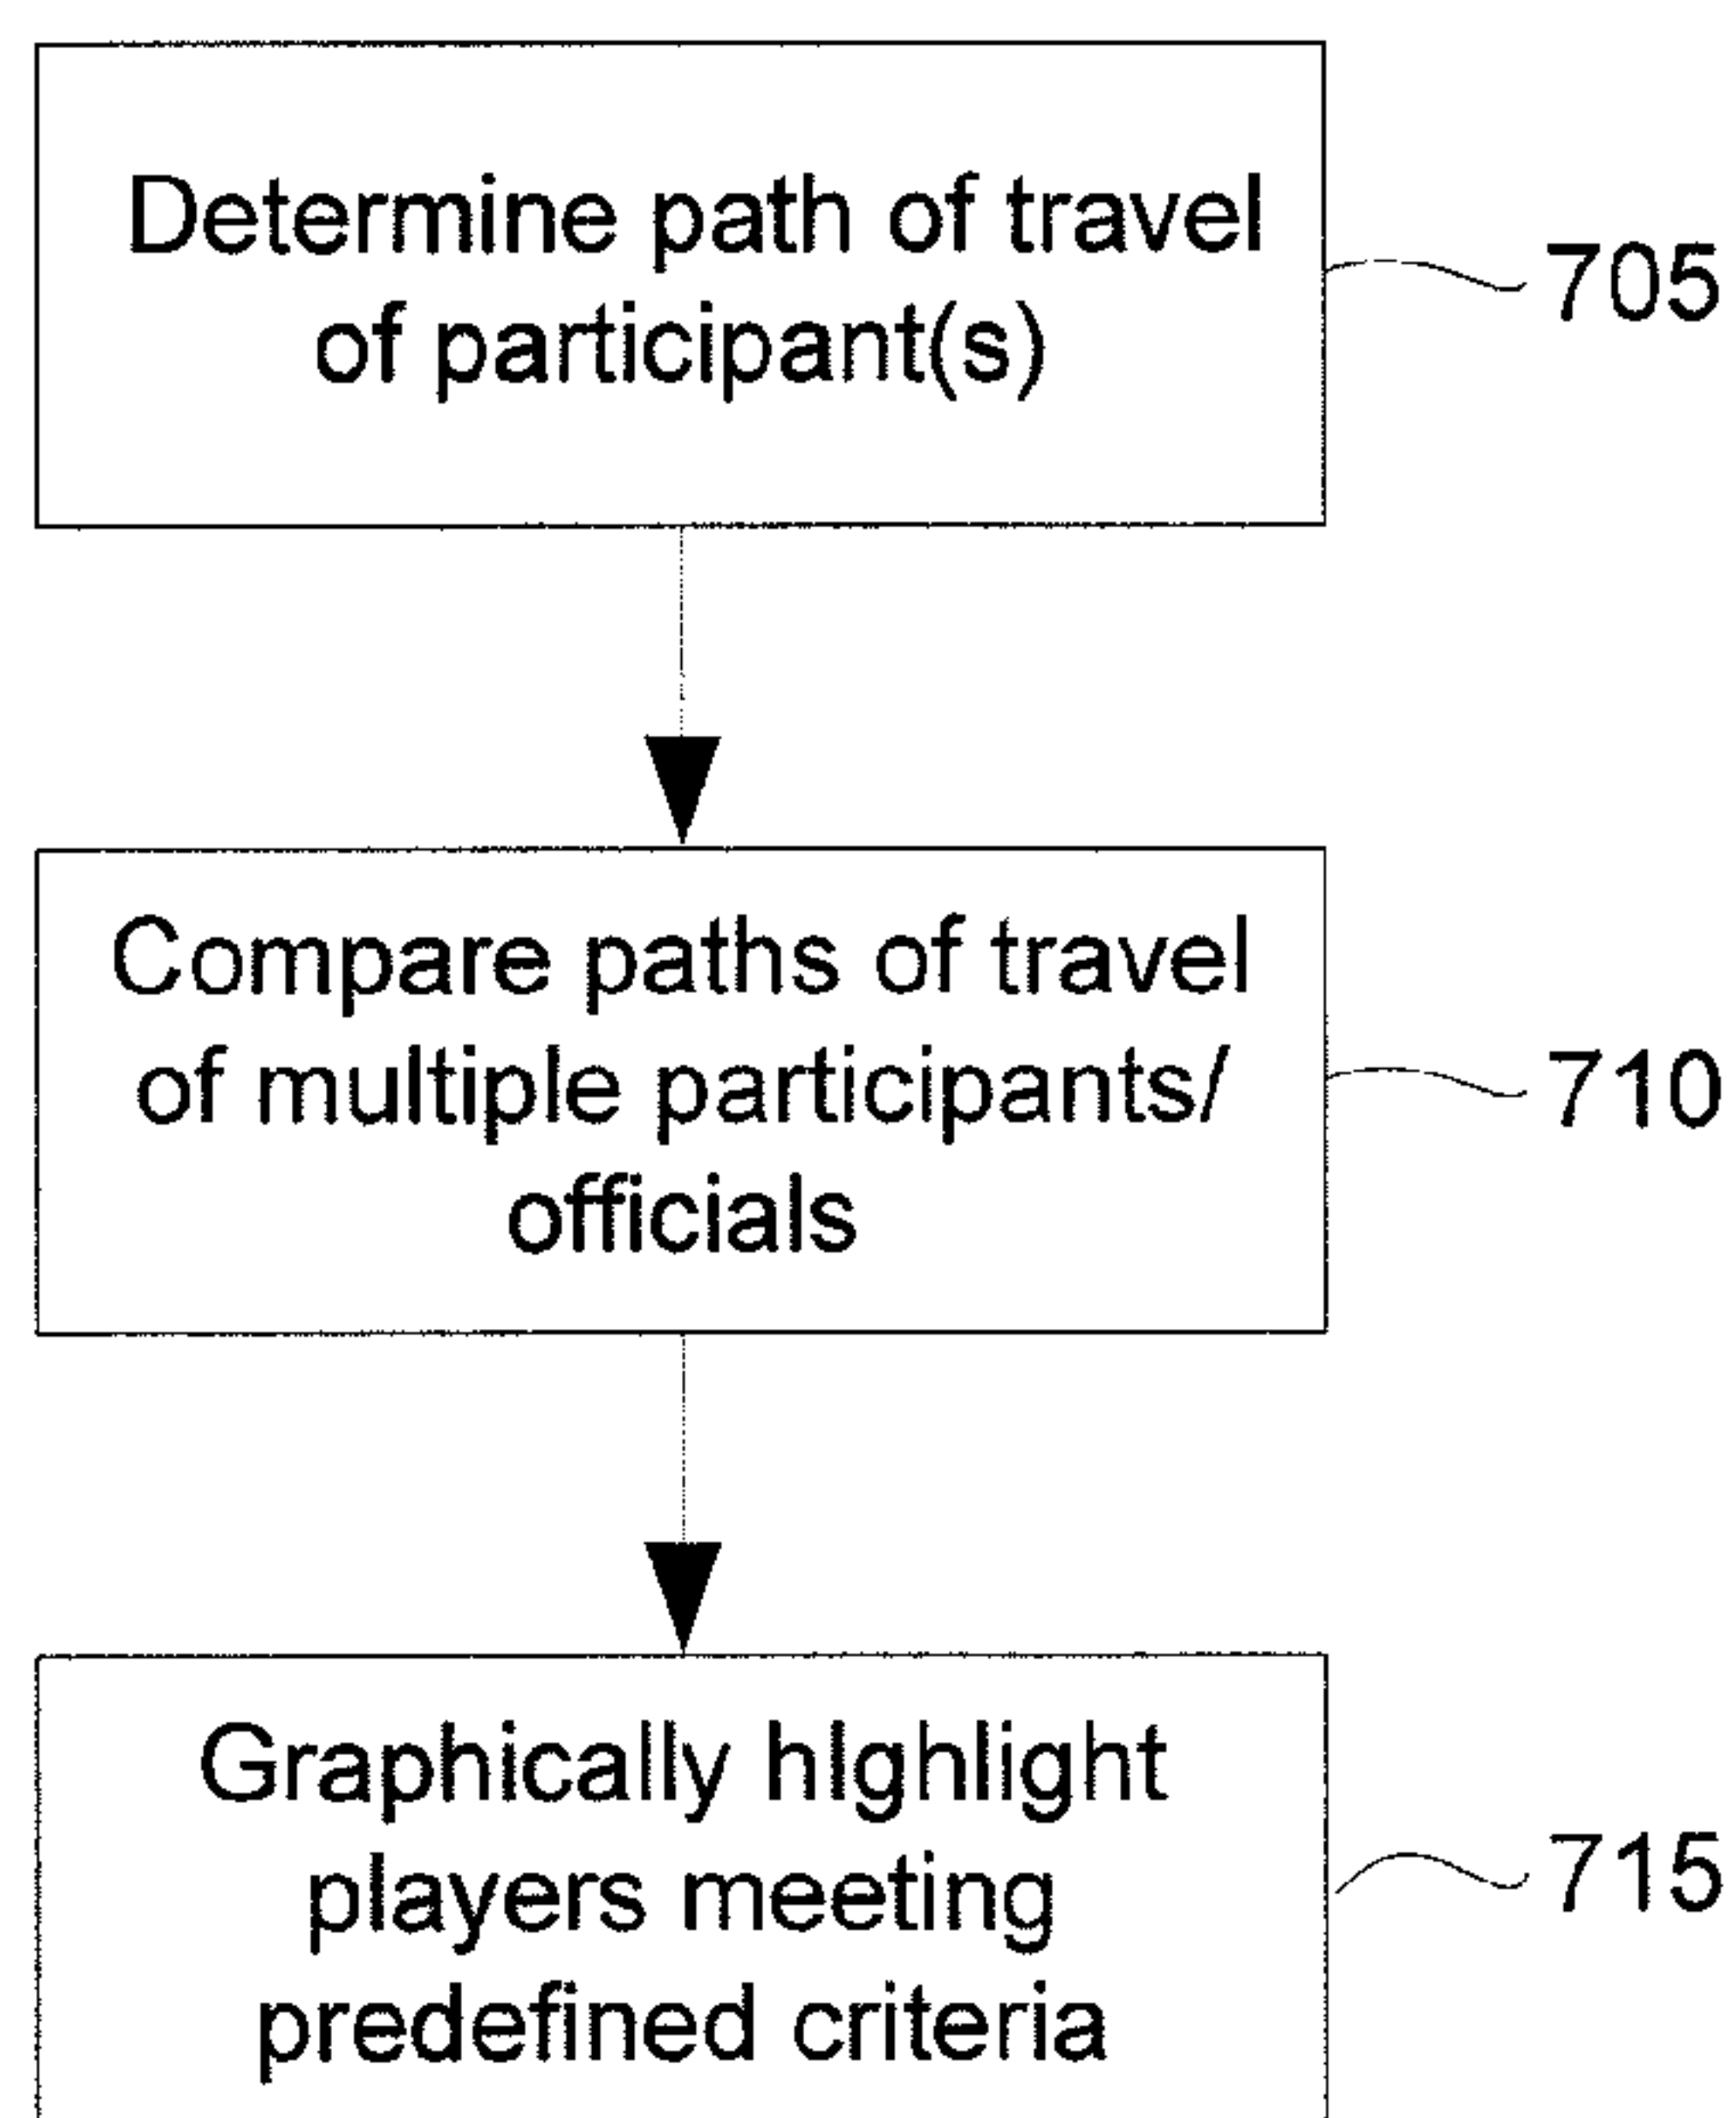 Determine path of travel
of participant(s)
705
Compare paths of travel
of multiple participants/
officials
710
Graphically hIghlight
players meeting
predefined criteria
715